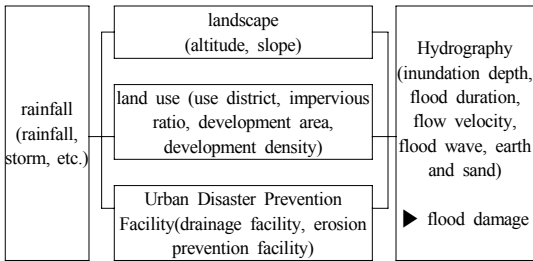 rainfall
(rainfall,
storm, etc.)
landscape
(altitude, slope)
land use (use district, impervious
ratio, development area,
development density)
Urban Disaster Prevention
Facility(drainage facility, erosion
prevention facility)
Hydrography
(inundation depth,
flood duration,
flow velocity,
flood wave, earth
and sand)
▶ flood damage